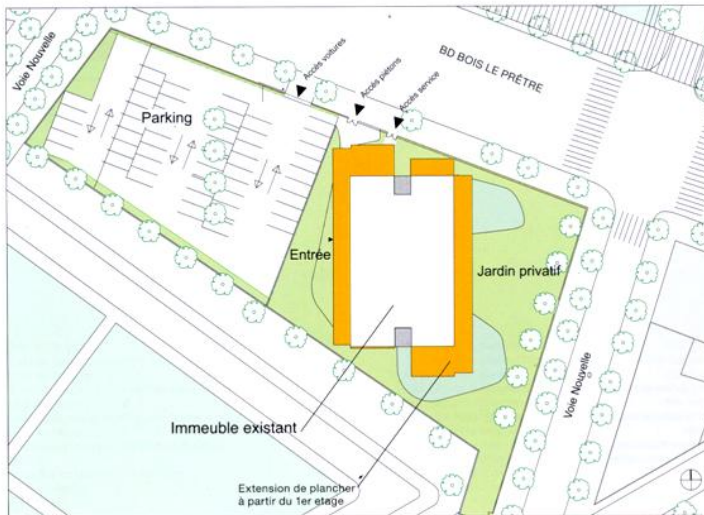 Voie Nouvelle
Accès voitures
Accès piétons
Accès service
BD BOIS LE PRÊTRE
Parking
Entrée
Jardin privatif
Voie Nouvelle
Immeuble existant
Extension de plancher
à partir du 1er etage